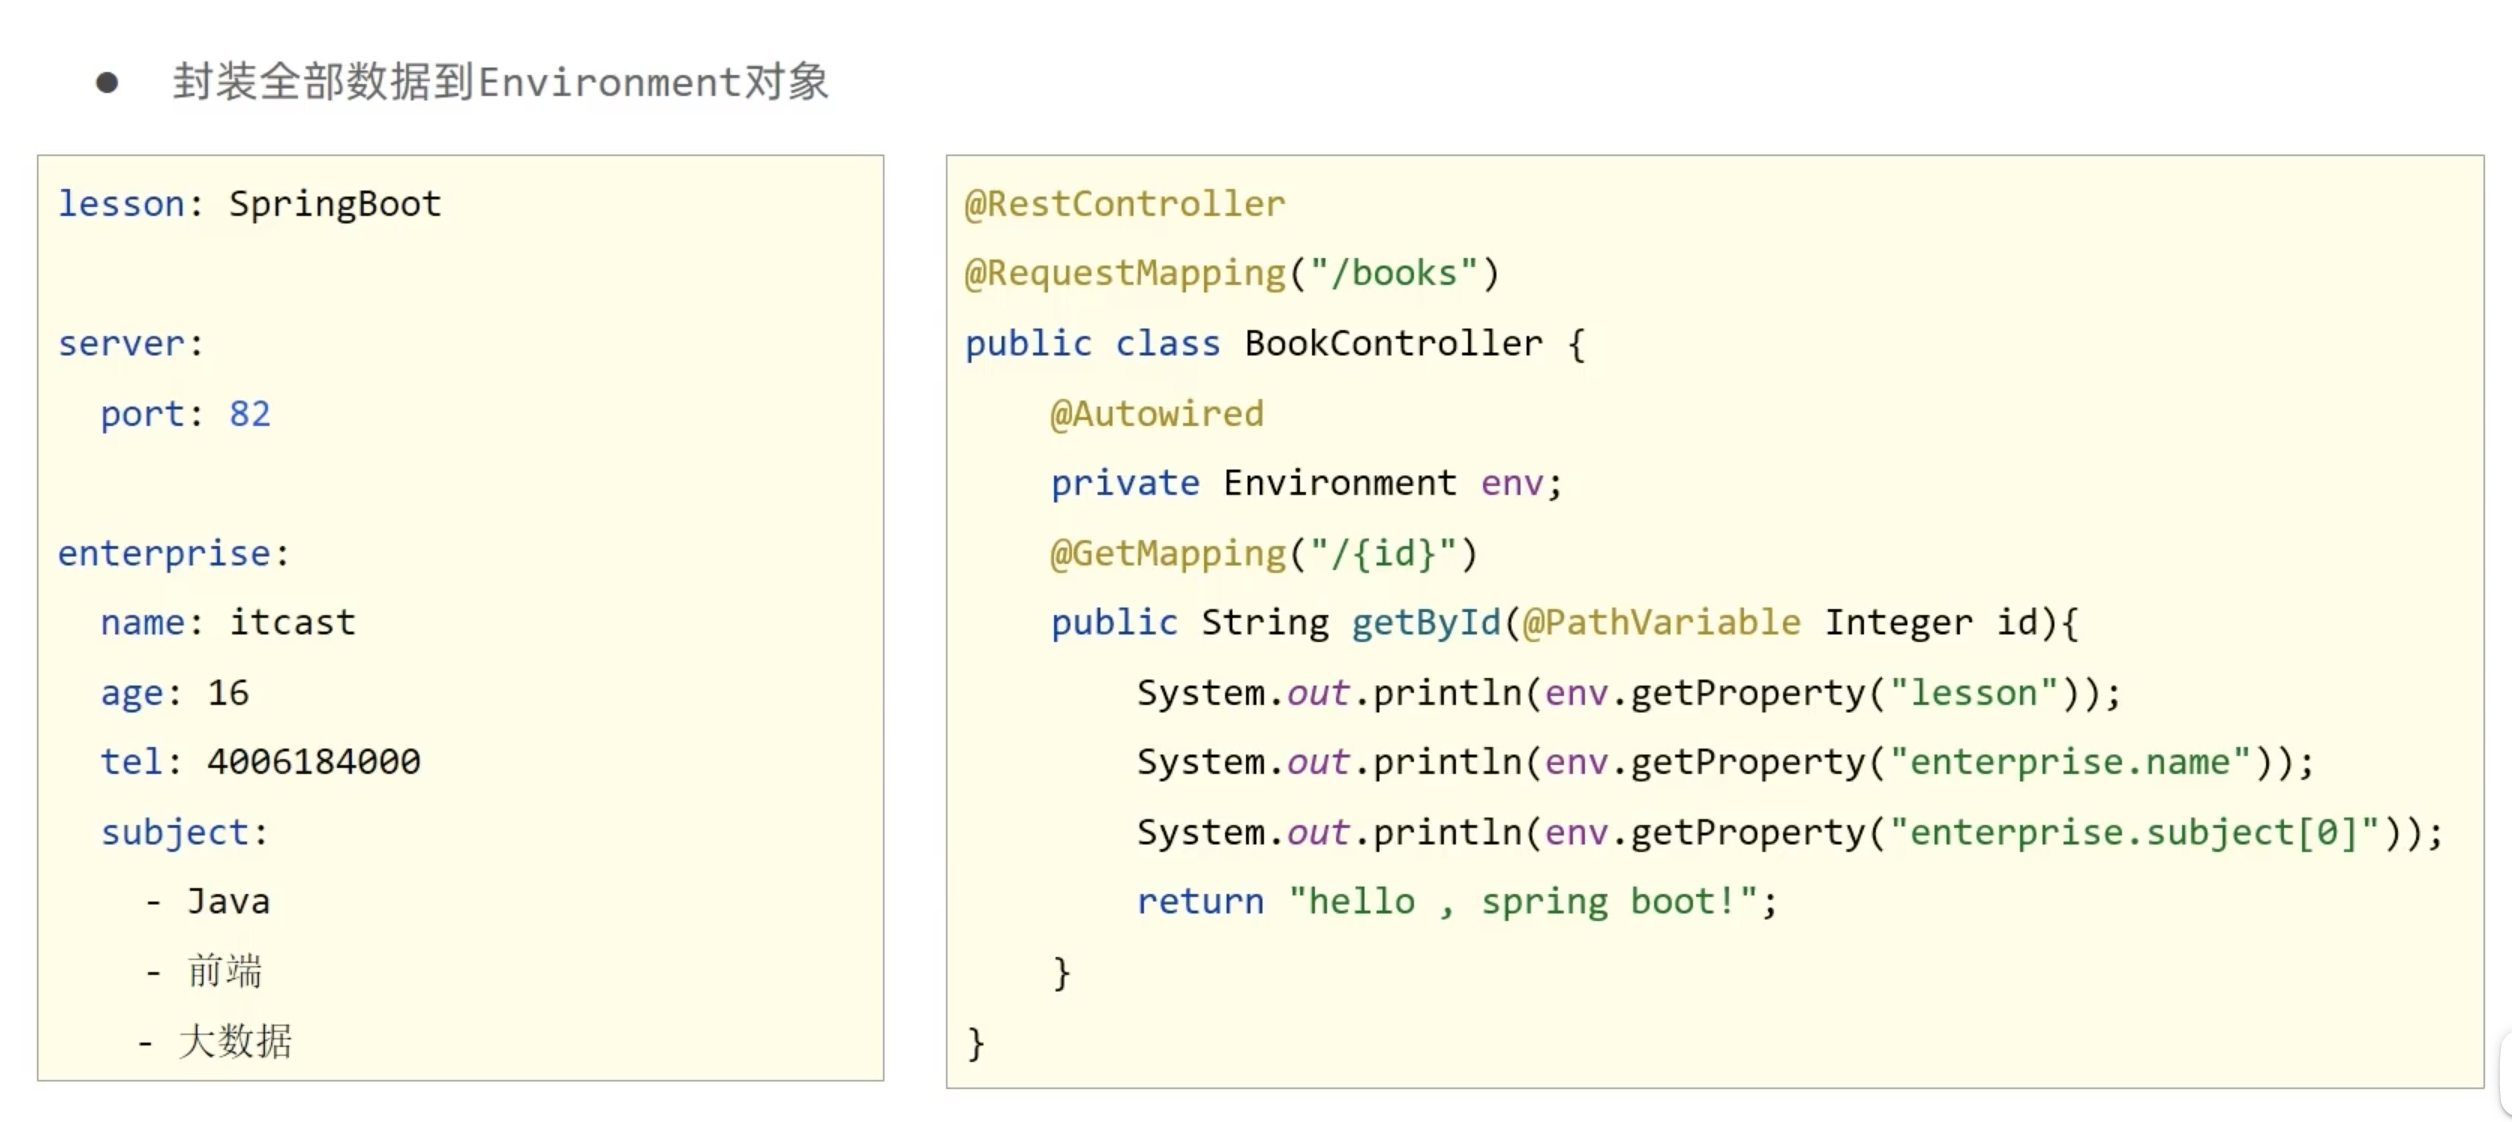 ● 封装全部数据到Environment对象
lesson: SpringBoot
server:
  port: 82
enterprise:
  name: itcast
  age: 16
  tel: 4006184000
  subject:
    - Java
    - 前端
    - 大数据
@RestController
@RequestMapping("/books")
public class BookController {
    @Autowired
    private Environment env;
    @GetMapping("/{id}")
    public String getById(@PathVariable Integer id){
        System.out.println(env.getProperty("lesson"));
        System.out.println(env.getProperty("enterprise.name"));
        System.out.println(env.getProperty("enterprise.subject[0]"));
        return "hello , spring boot!";
    }
}